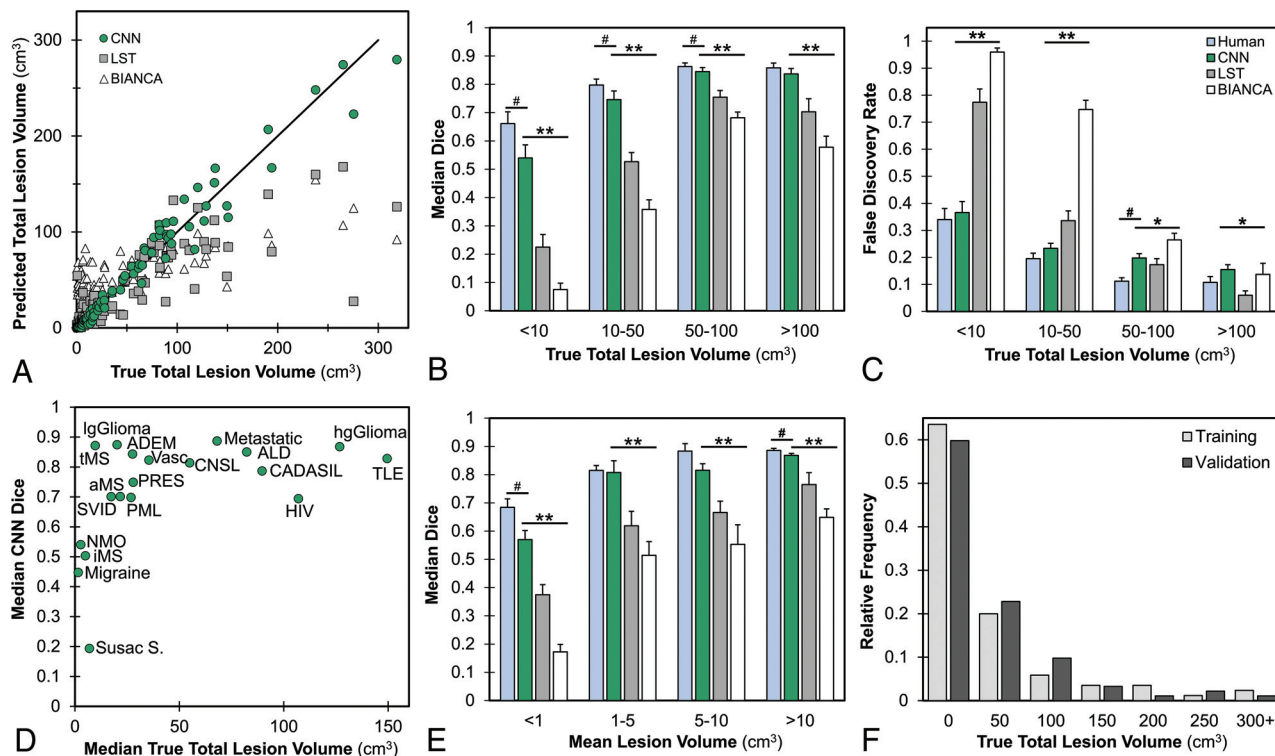 Predicted Total Lesion Volume (cm³)
300
200
100
0
CNN
LST
BIANCA
0
100
200
300
True Total Lesion Volume (cm³)
A
Median Dice
1
0.9
0.8
0.7
0.6
0.5
0.4
0.3
0.2
0.1
0
#
**
#
**
#
**
**
<10
10-50
50-100
>100
True Total Lesion Volume (cm³)
B
False Discovery Rate
1
0.9
0.8
0.7
0.6
0.5
0.4
0.3
0.2
0.1
0
**
**
#
*
*
Human
CNN
LST
BIANCA
<10
10-50
50-100
>100
True Total Lesion Volume (cm³)
C
Median CNN Dice
1
0.9
0.8
0.7
0.6
0.5
0.4
0.3
0.2
0.1
0
lgGlioma
ADEM
Metastatic
hgGlioma
tMS
Vasc
CNSL
ALD
CADASIL
TLE
aMS
PRES
SVID
PML
HIV
NMO
iMS
Migraine
Susac S.
0
50
100
150
Median True Total Lesion Volume (cm³)
D
Median Dice
1
0.9
0.8
0.7
0.6
0.5
0.4
0.3
0.2
0.1
0
#
**
**
**
#
**
<1
1-5
5-10
>10
Mean Lesion Volume (cm³)
E
Relative Frequency
0.6
0.4
0.2
0
Training
Validation
0
50
100
150
200
250
300+
True Total Lesion Volume (cm³)
F